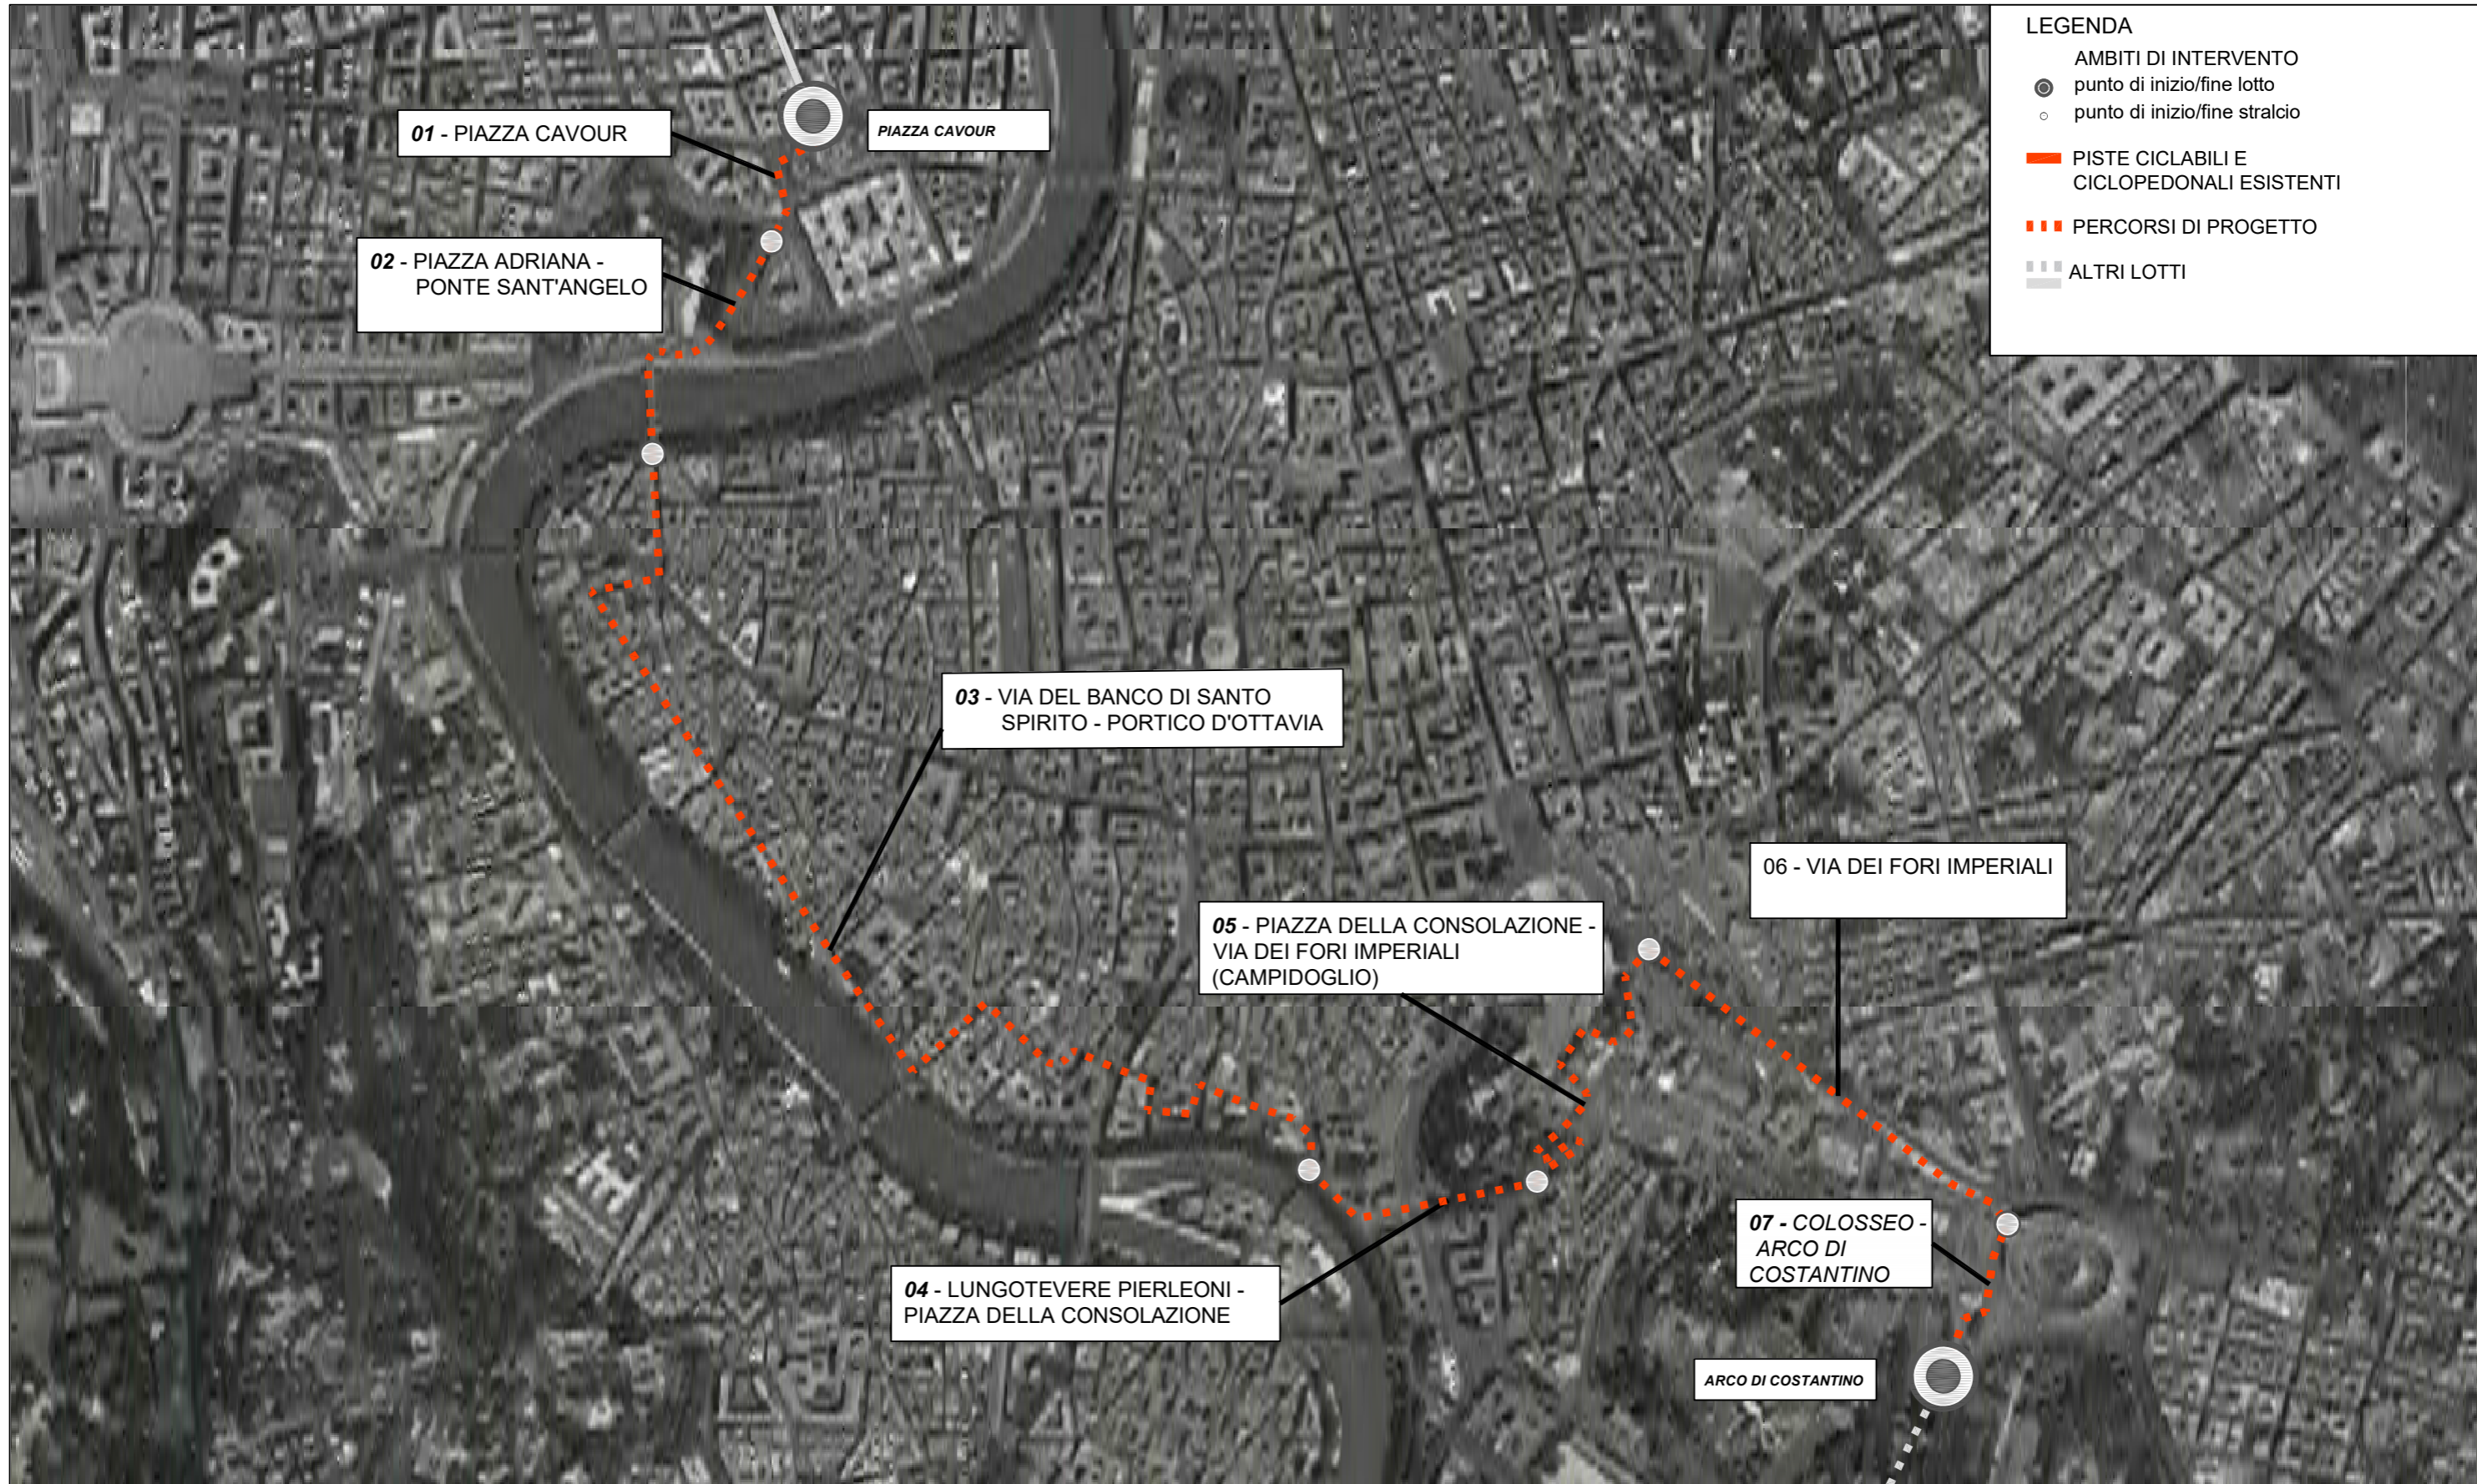 LEGENDA
AMBITI DI INTERVENTO
punto di inizio/fine lotto
punto di inizio/fine stralcio
PISTE CICLABILI E
CICLOPEDONALI ESISTENTI
PERCORSI DI PROGETTO
ALTRI LOTTI
01 - PIAZZA CAVOUR
PIAZZA CAVOUR
02 - PIAZZA ADRIANA -
PONTE SANT'ANGELO
03 - VIA DEL BANCO DI SANTO
SPIRITO - PORTICO D'OTTAVIA
06 - VIA DEI FORI IMPERIALI
05 - PIAZZA DELLA CONSOLAZIONE -
VIA DEI FORI IMPERIALI
(CAMPIDOGLIO)
07 - COLOSSEO -
ARCO DI
COSTANTINO
04 - LUNGOTEVERE PIERLEONI -
PIAZZA DELLA CONSOLAZIONE
ARCO DI COSTANTINO